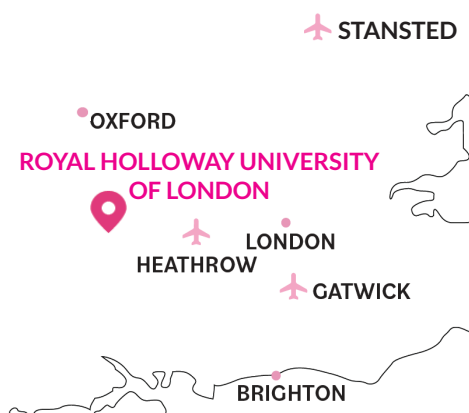 STANSTED
OXFORD
ROYAL HOLLOWAY UNIVERSITY
OF LONDON
LONDON
HEATHROW
GATWICK
BRIGHTON